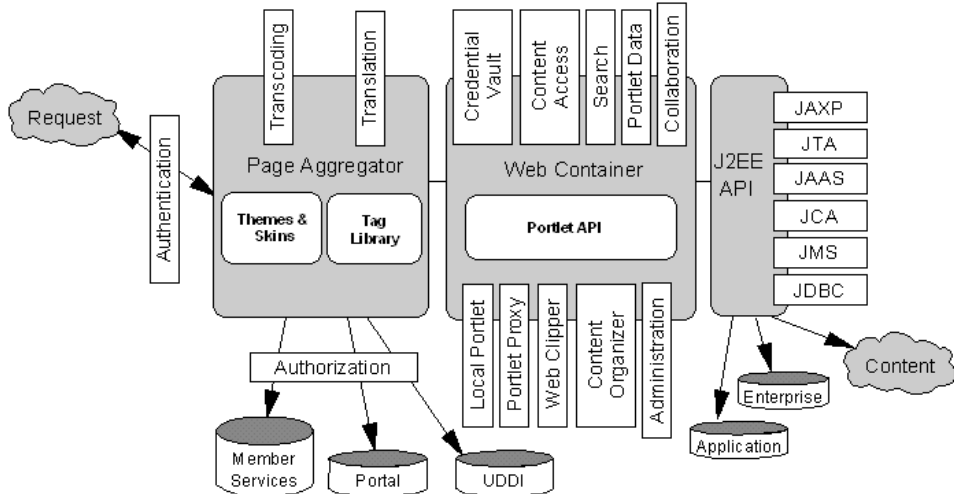 Transcoding
Translation
Credential
Vault
Content
Access
Search
Portlet Data
Collaboration
Request
Authentication
Page Aggregator
Themes &
Skins
Tag
Library
Web Container
Portlet API
J2EE
API
JAXP
JTA
JAAS
JCA
JMS
JDBC
Local Portlet
Portlet Proxy
Web Clipper
Content
Organizer
Administration
Authorization
Member
Services
Portal
UDDI
Enterprise
Application
Content